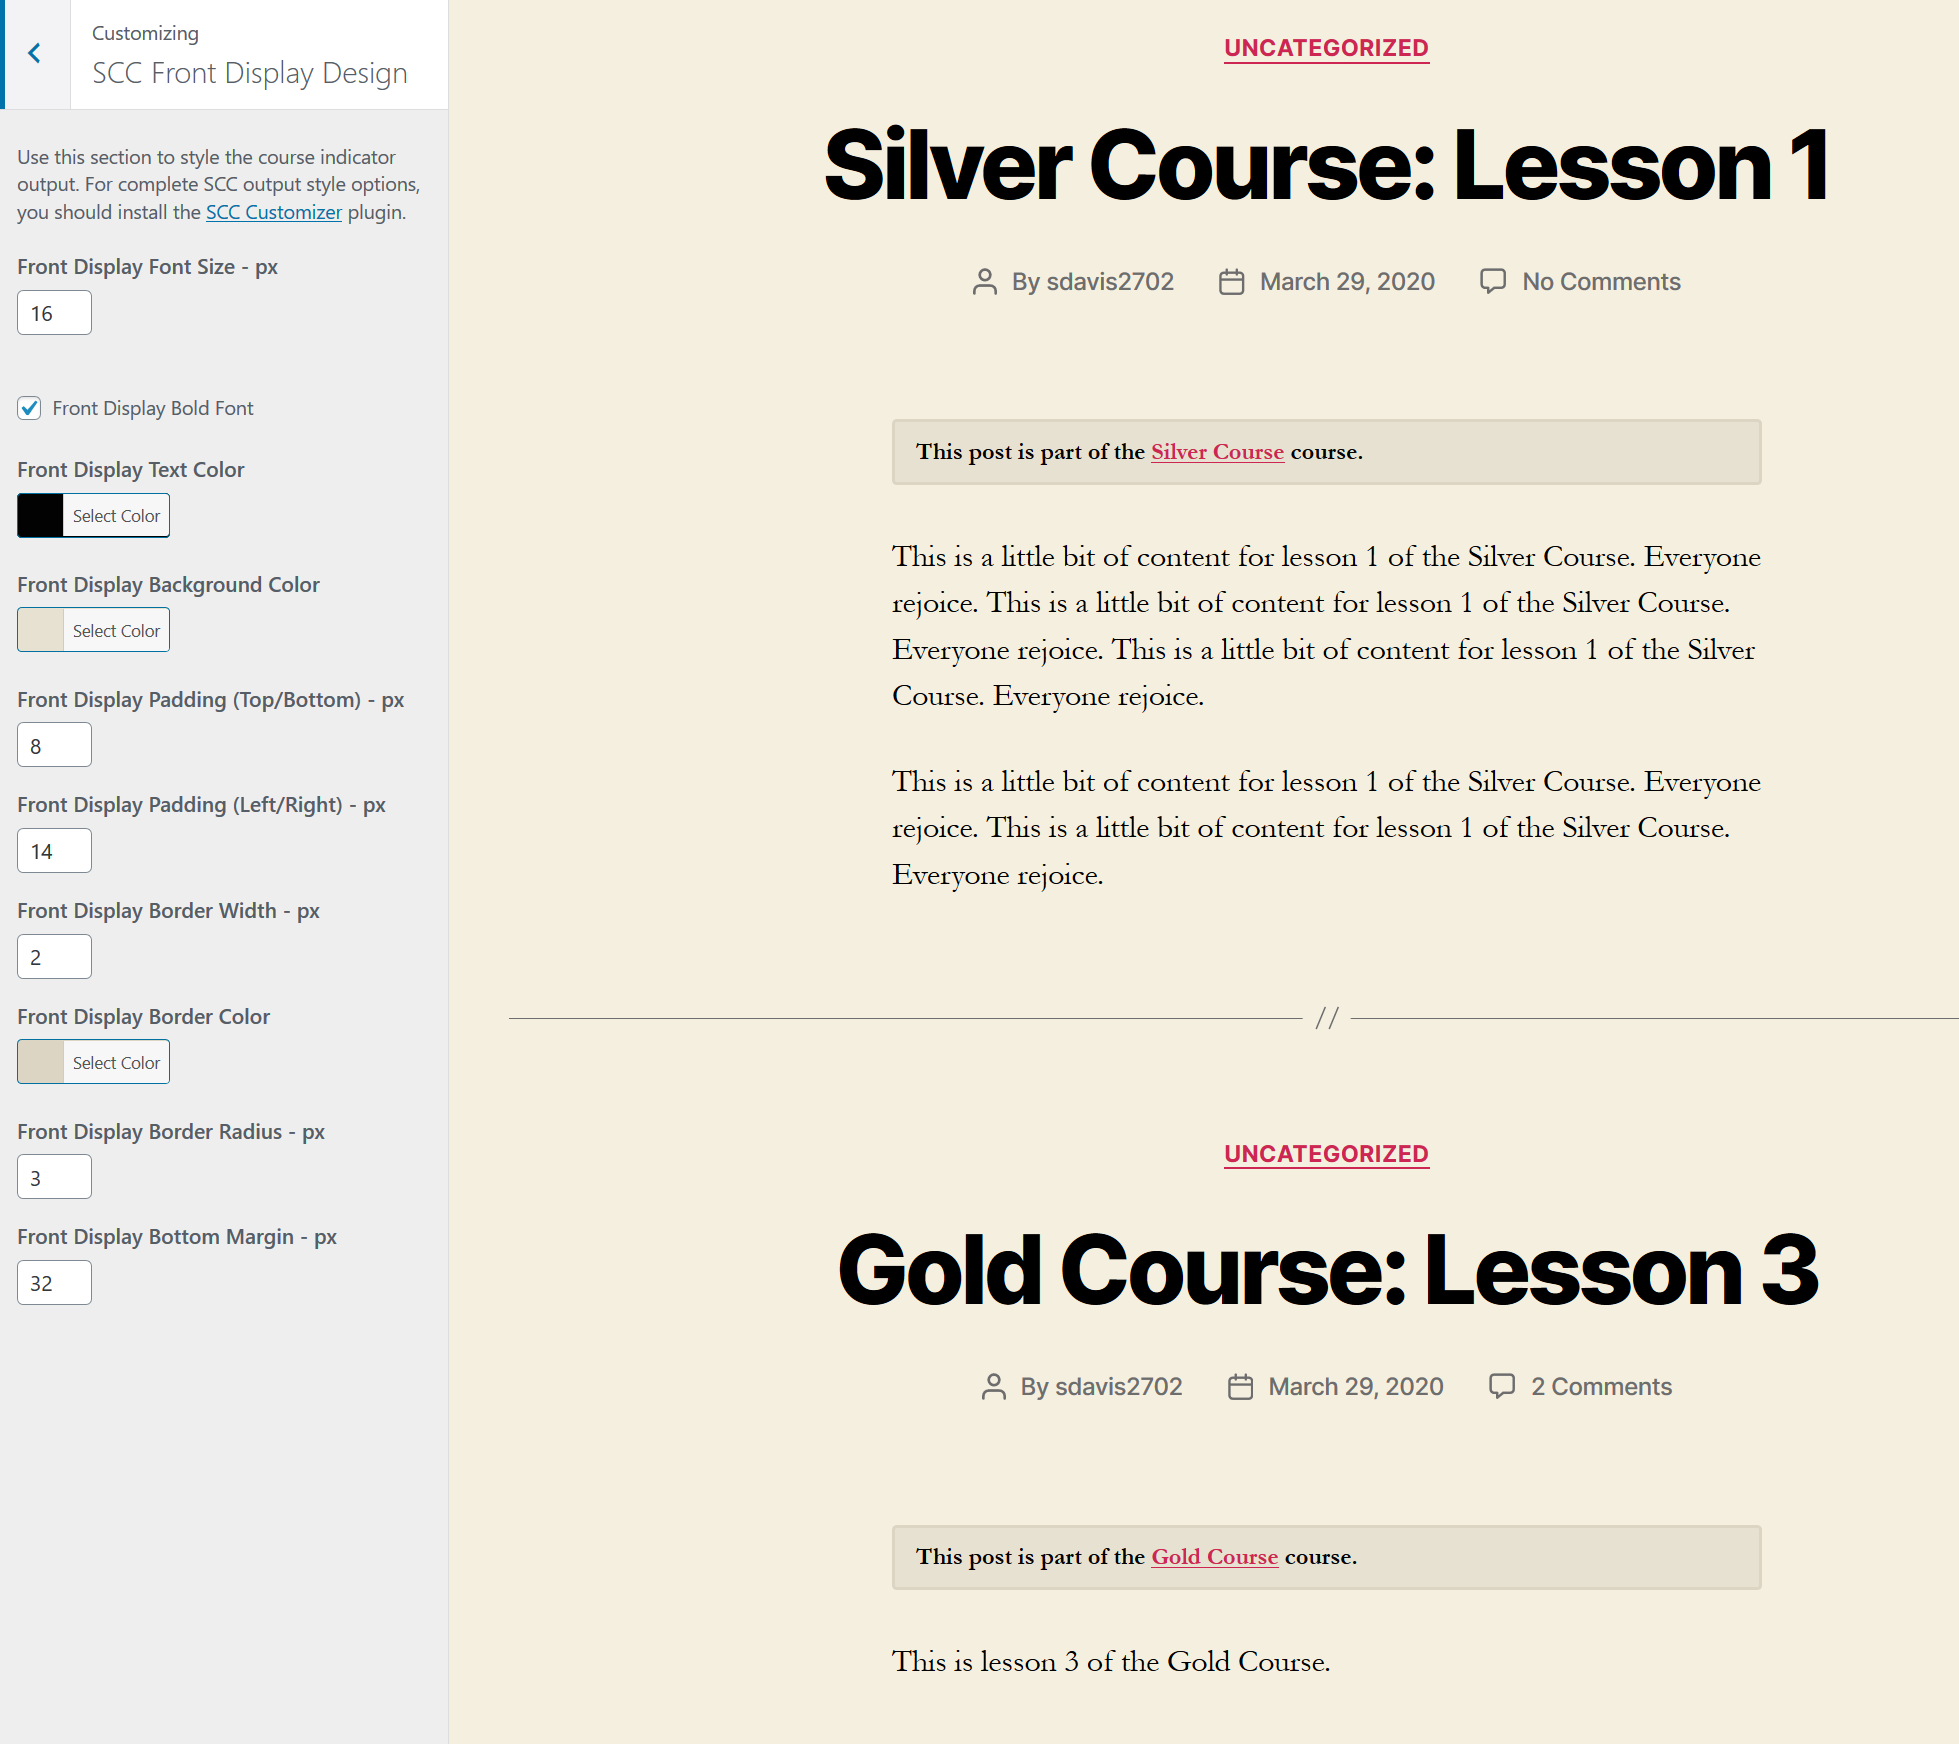 Customizing
SCC Front Display Design
Use this section to style the course indicator
output. For complete SCC output style options,
you should install the SCC Customizer plugin.
Front Display Font Size - px
16
Front Display Bold Font
Front Display Text Color
Select Color
Front Display Background Color
Select Color
Front Display Padding (Top/Bottom) - px
8
Front Display Padding (Left/Right) - px
14
Front Display Border Width - px
2
Front Display Border Color
Select Color
Front Display Border Radius - px
3
Front Display Bottom Margin - px
32
UNCATEGORIZED
Silver Course: Lesson 1
By sdavis2702 March 29, 2020 No Comments
This post is part of the Silver Course course.
This is a little bit of content for lesson 1 of the Silver Course. Everyone
rejoice. This is a little bit of content for lesson 1 of the Silver Course.
Everyone rejoice. This is a little bit of content for lesson 1 of the Silver
Course. Everyone rejoice.
This is a little bit of content for lesson 1 of the Silver Course. Everyone
rejoice. This is a little bit of content for lesson 1 of the Silver Course.
Everyone rejoice.
//
UNCATEGORIZED
Gold Course: Lesson 3
By sdavis2702 March 29, 2020 2 Comments
This post is part of the Gold Course course.
This is lesson 3 of the Gold Course.